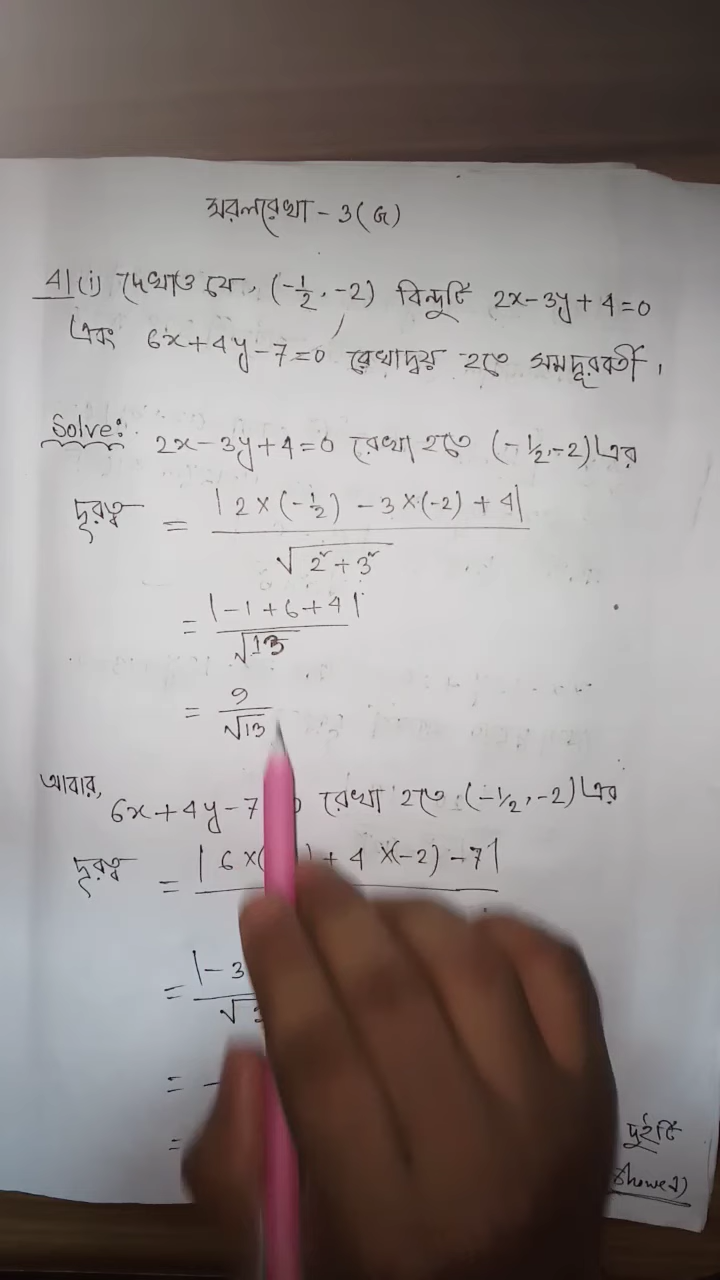 সরলরেখা - 3(G)
4|(i) দেখাও যে, (-1/2, -2) বিন্দুটি 2x-3y+4=0
এবং 6x+4y-7=0 রেখাদ্বয় হতে সমদূরবর্তী।
Solve: 2x-3y+4=0 রেখা হতে (-1/2, -2) এর
দূরত্ব = |2×(-1/2) -3×(-2)+4| / √(2²+3²)
= |-1+6+4| / √13
= 9/√13
আবার, 6x+4y-7 রেখা হতে (-1/2, -2) এর
দূরত্ব = |6×( + 4×(-2) -7|
= |-3
√3
= -
=
দুইটি
Showed)